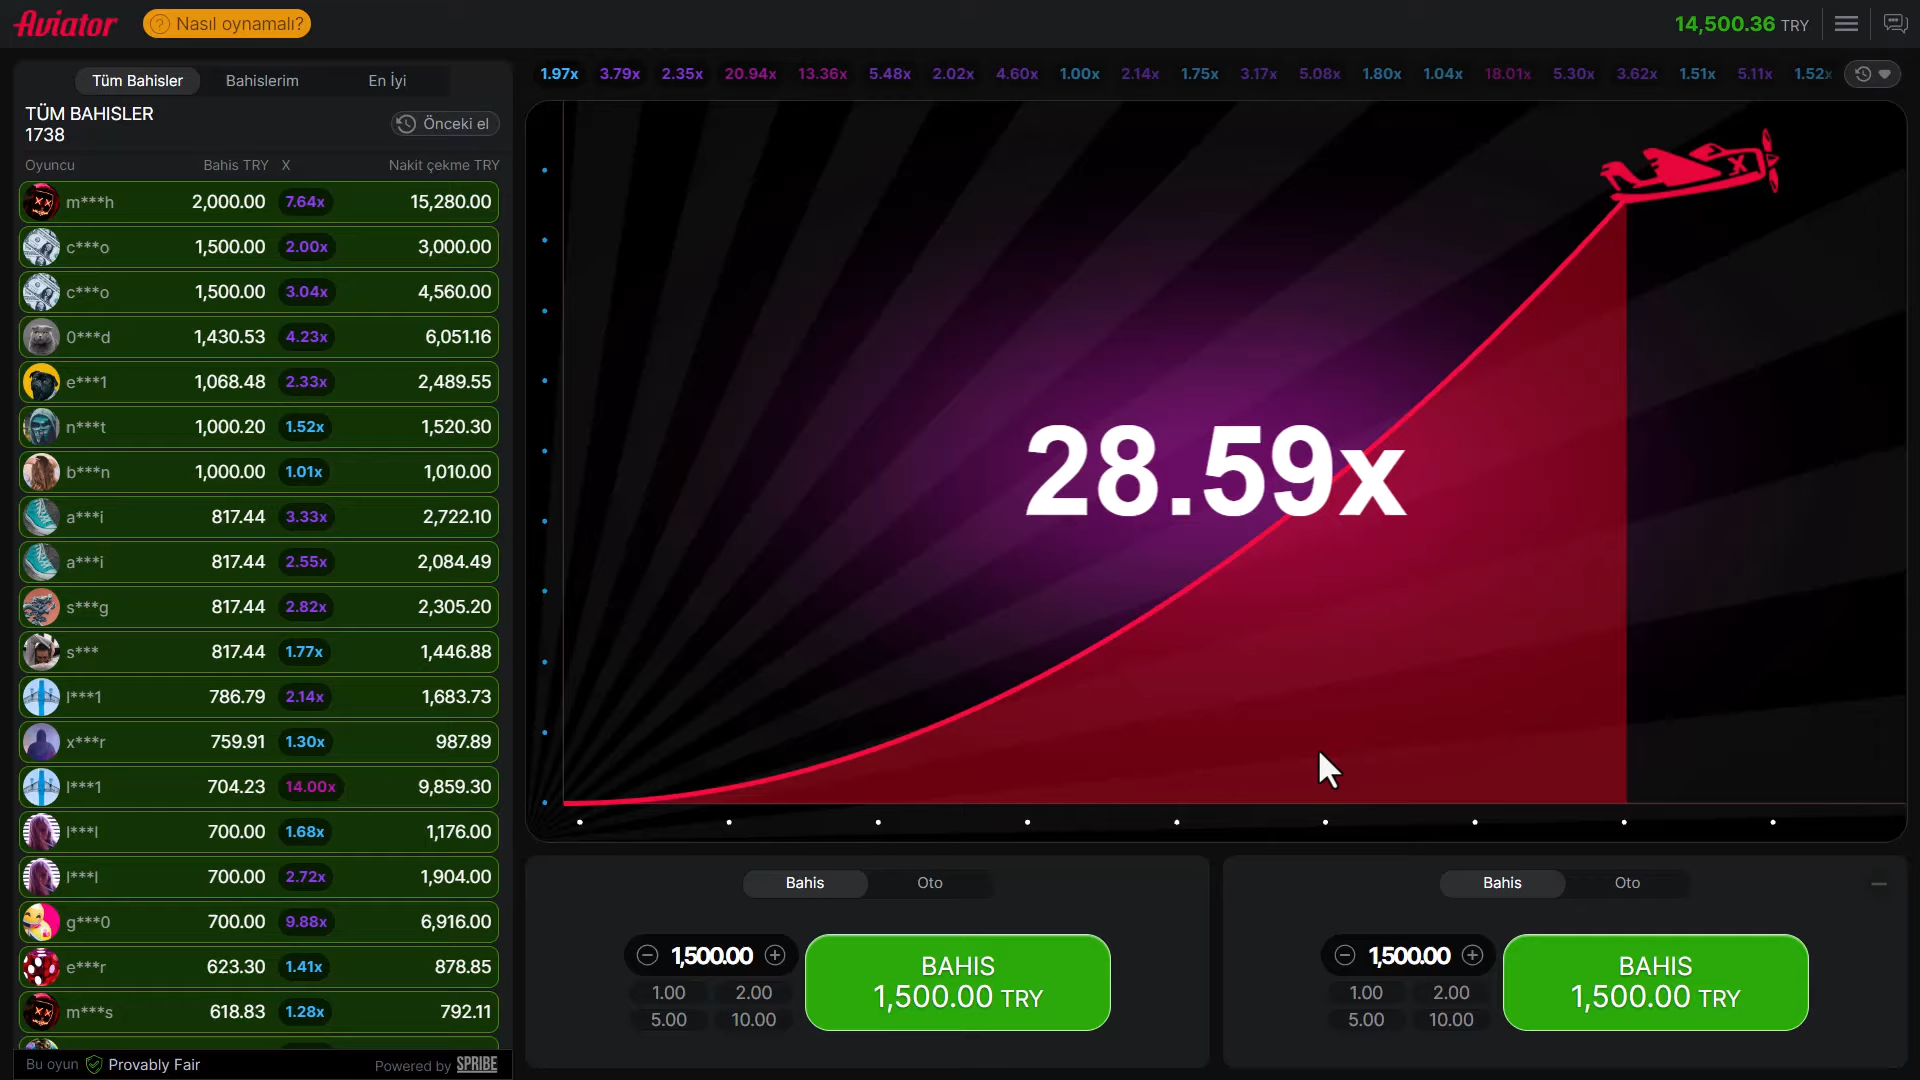 Aviator
Nasıl oynamalı?
14,500.36 TRY
Tüm Bahisler
Bahislerim
En İyi
TÜM BAHISLER
1738
Önceki el
Oyuncu Bahis TRY X Nakit çekme TRY
m***h 2,000.00 7.64x 15,280.00
c***o 1,500.00 2.00x 3,000.00
c***o 1,500.00 3.04x 4,560.00
0***d 1,430.53 4.23x 6,051.16
e***1 1,068.48 2.33x 2,489.55
n***t 1,000.20 1.52x 1,520.30
b***n 1,000.00 1.01x 1,010.00
a***i 817.44 3.33x 2,722.10
a***i 817.44 2.55x 2,084.49
s***g 817.44 2.82x 2,305.20
s*** 817.44 1.77x 1,446.88
l***1 786.79 2.14x 1,683.73
x***r 759.91 1.30x 987.89
l***1 704.23 14.00x 9,859.30
l***l 700.00 1.68x 1,176.00
l***l 700.00 2.72x 1,904.00
g***0 700.00 9.88x 6,916.00
e***r 623.30 1.41x 878.85
m***s 618.83 1.28x 792.11
Bu oyun Provably Fair
Powered by SPRIBE
1.97x 3.79x 2.35x 20.94x 13.36x 5.48x 2.02x 4.60x 1.00x 2.14x 1.75x 3.17x 5.08x 1.80x 1.04x 18.01x 5.30x 3.62x 1.51x 5.11x 1.52x
X
28.59x
Bahis Oto
1,500.00
1.00 2.00
5.00 10.00
BAHIS
1,500.00 TRY
Bahis Oto
1,500.00
1.00 2.00
5.00 10.00
BAHIS
1,500.00 TRY